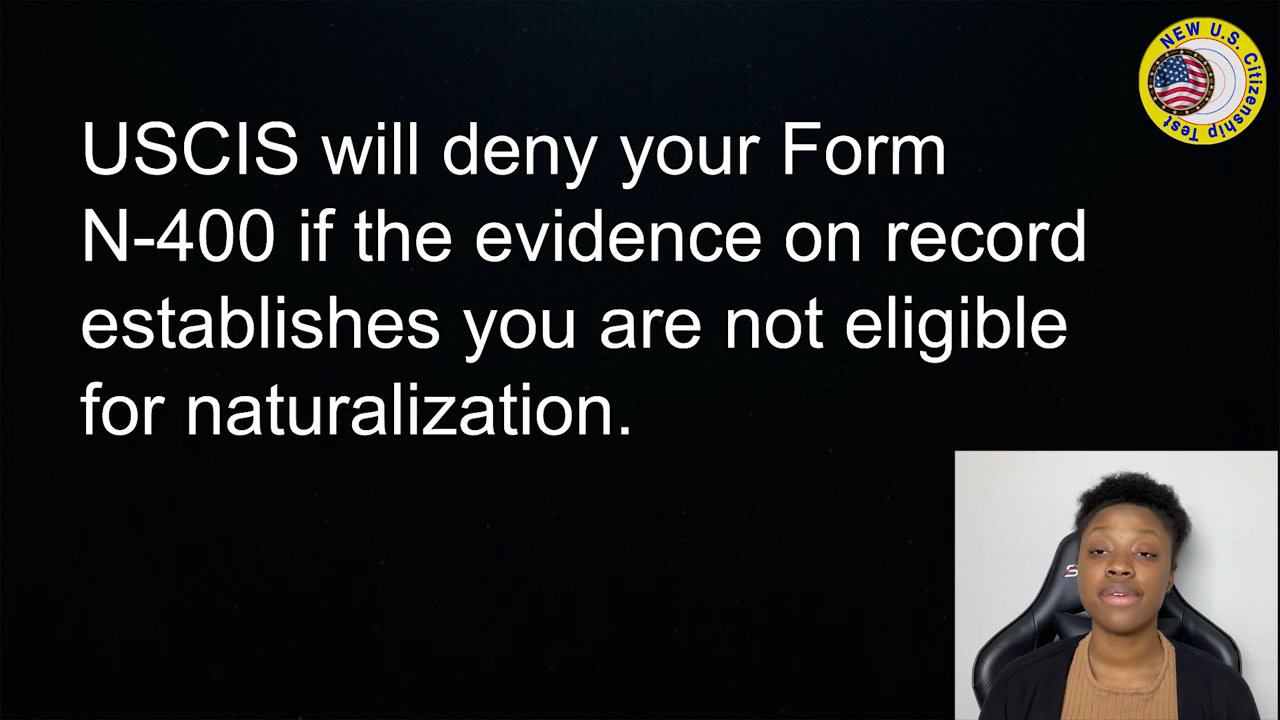 NEW U.S. Citizenship Test
USCIS will deny your Form
N-400 if the evidence on record
establishes you are not eligible
for naturalization.
S